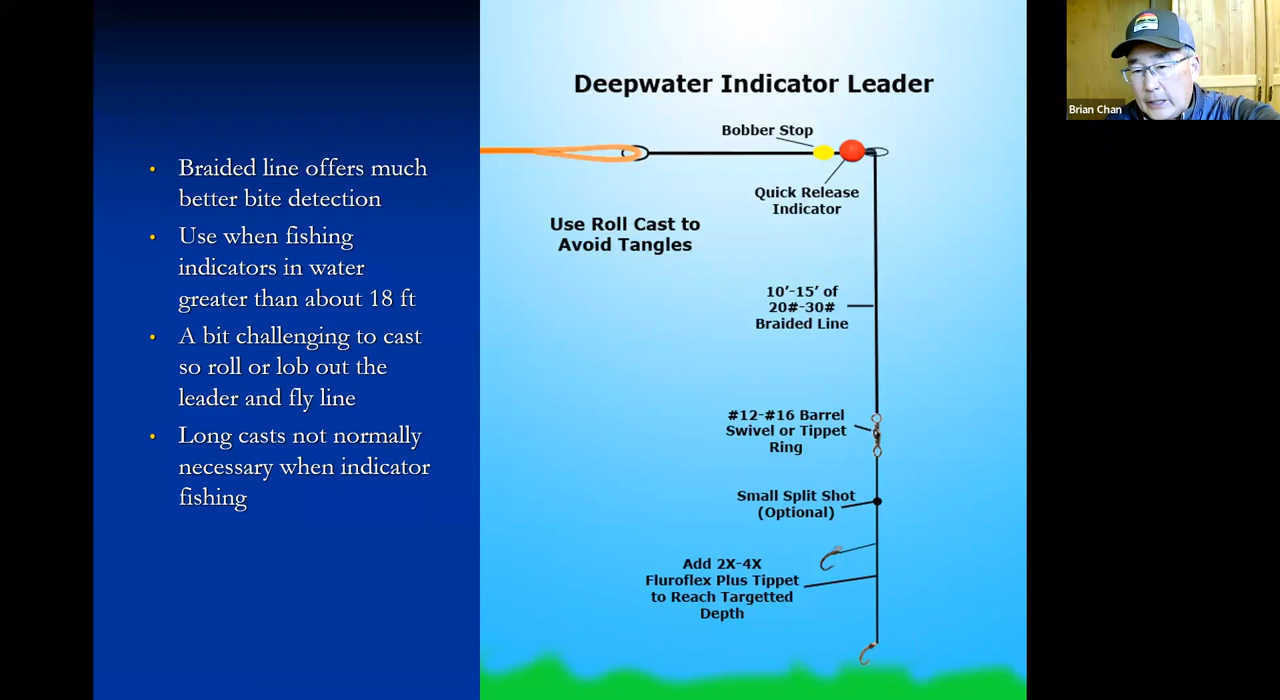 Braided line offers much
better bite detection
Use when fishing
indicators in water
greater than about 18 ft
A bit challenging to cast
so roll or lob out the
leader and fly line
Long casts not normally
necessary when indicator
fishing
Deepwater Indicator Leader
Bobber Stop
Quick Release
Indicator
Use Roll Cast to
Avoid Tangles
10’-15’ of
20#-30#
Braided Line
#12-#16 Barrel
Swivel or Tippet
Ring
Small Split Shot
(Optional)
Add 2X-4X
Fluroflex Plus Tippet
to Reach Targetted
Depth
Brian Chan